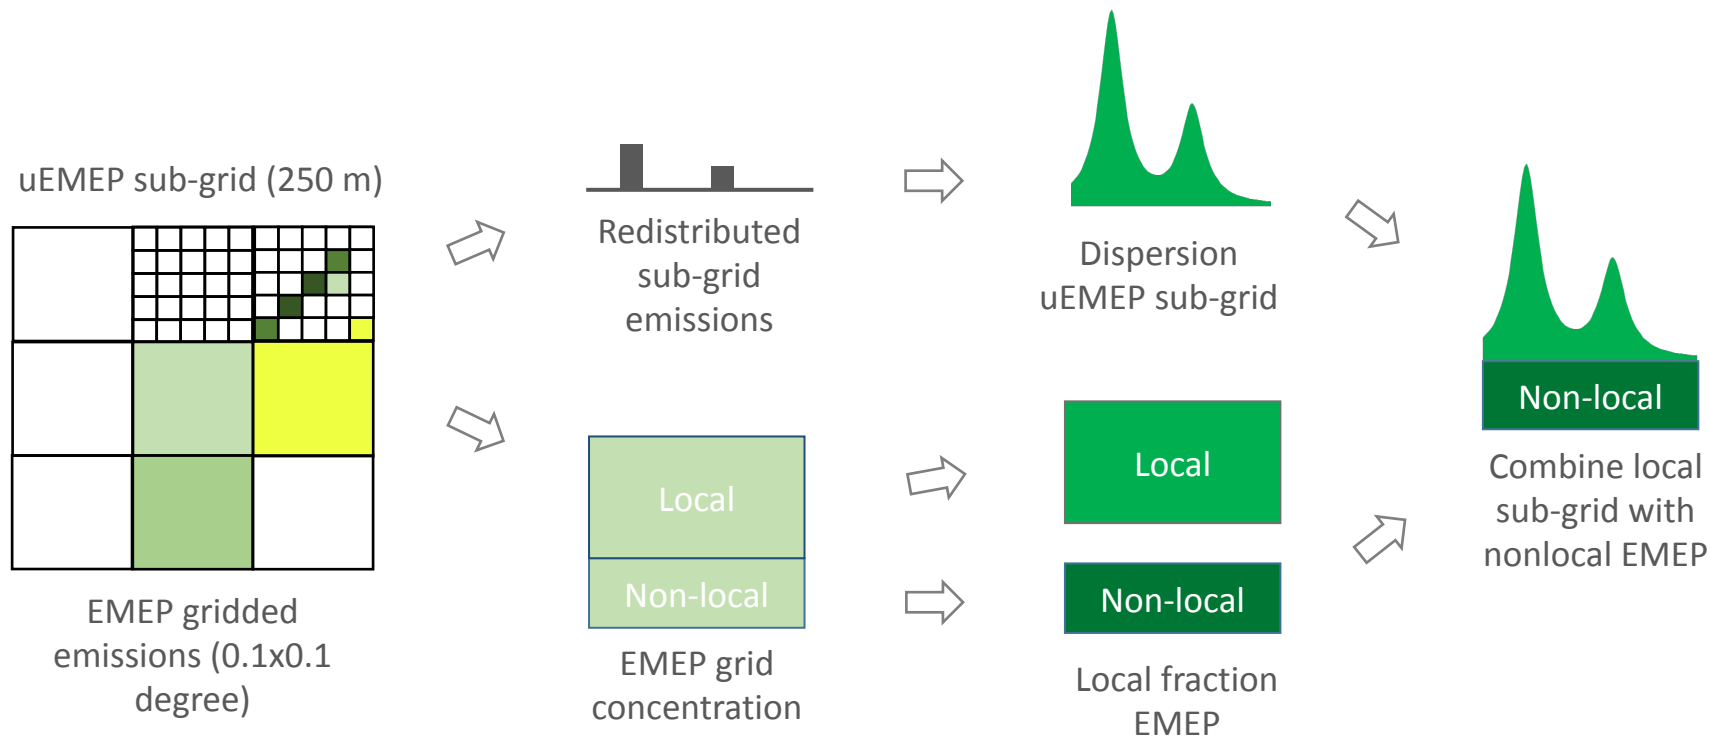 uEMEP sub-grid (250 m)
EMEP gridded
emissions (0.1x0.1
degree)
Redistributed
sub-grid
emissions
Local
Non-local
EMEP grid
concentration
Dispersion
uEMEP sub-grid
Local
Non-local
Local fraction
EMEP
Non-local
Combine local
sub-grid with
nonlocal EMEP